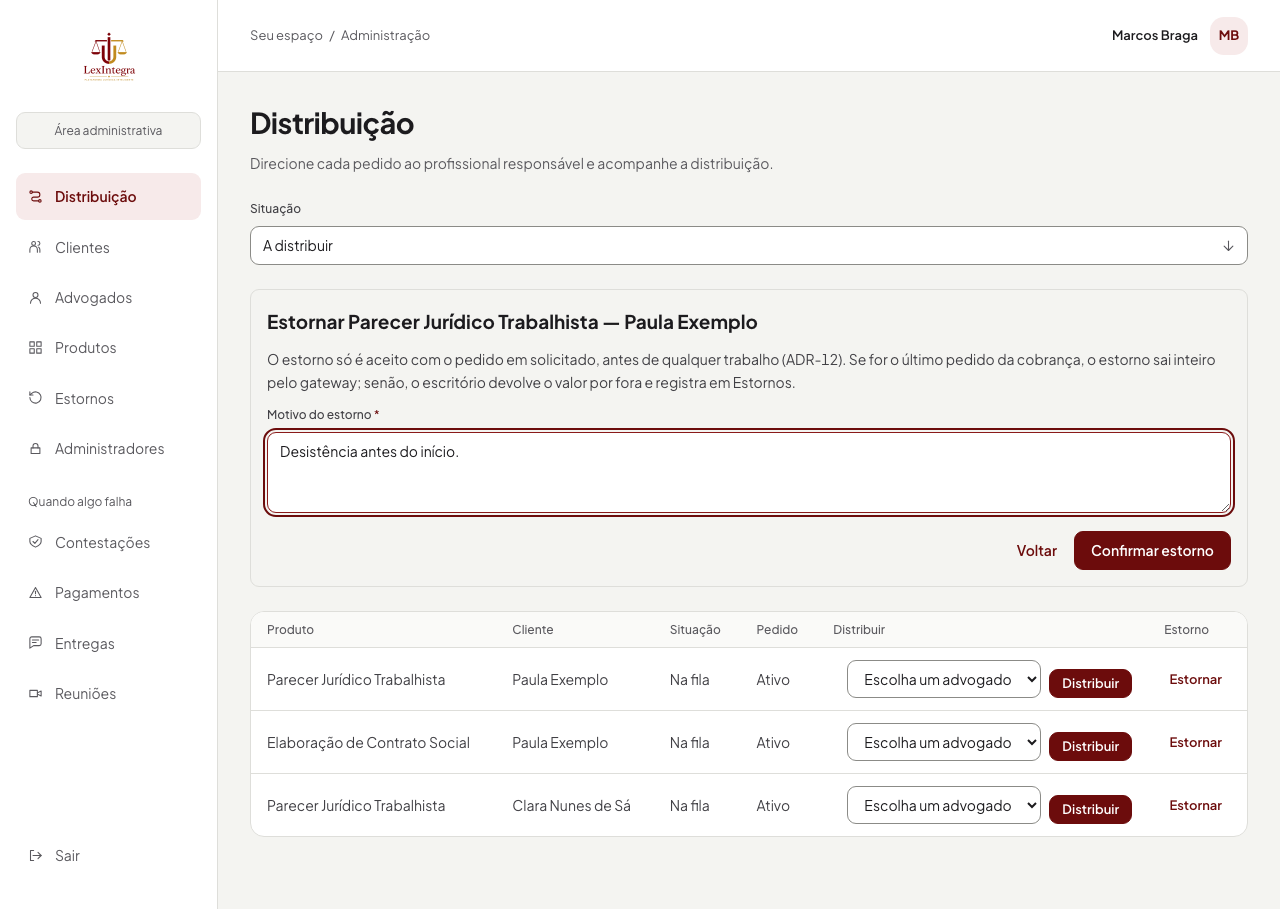 LexIntegra
Área administrativa
Distribuição
Clientes
Advogados
Produtos
Estornos
Administradores
Quando algo falha
Contestações
Pagamentos
Entregas
Reuniões
Sair
Seu espaço / Administração
Marcos Braga MB
Distribuição
Direcione cada pedido ao profissional responsável e acompanhe a distribuição.
Situação
A distribuir
Estornar Parecer Jurídico Trabalhista — Paula Exemplo
O estorno só é aceito com o pedido em solicitado, antes de qualquer trabalho (ADR-12). Se for o último pedido da cobrança, o estorno sai inteiro
pelo gateway; senão, o escritório devolve o valor por fora e registra em Estornos.
Motivo do estorno *
Desistência antes do início.
Voltar Confirmar estorno
Produto Cliente Situação Pedido Distribuir Estorno
Parecer Jurídico Trabalhista Paula Exemplo Na fila Ativo Escolha um advogado Distribuir Estornar
Elaboração de Contrato Social Paula Exemplo Na fila Ativo Escolha um advogado Distribuir Estornar
Parecer Jurídico Trabalhista Clara Nunes de Sá Na fila Ativo Escolha um advogado Distribuir Estornar